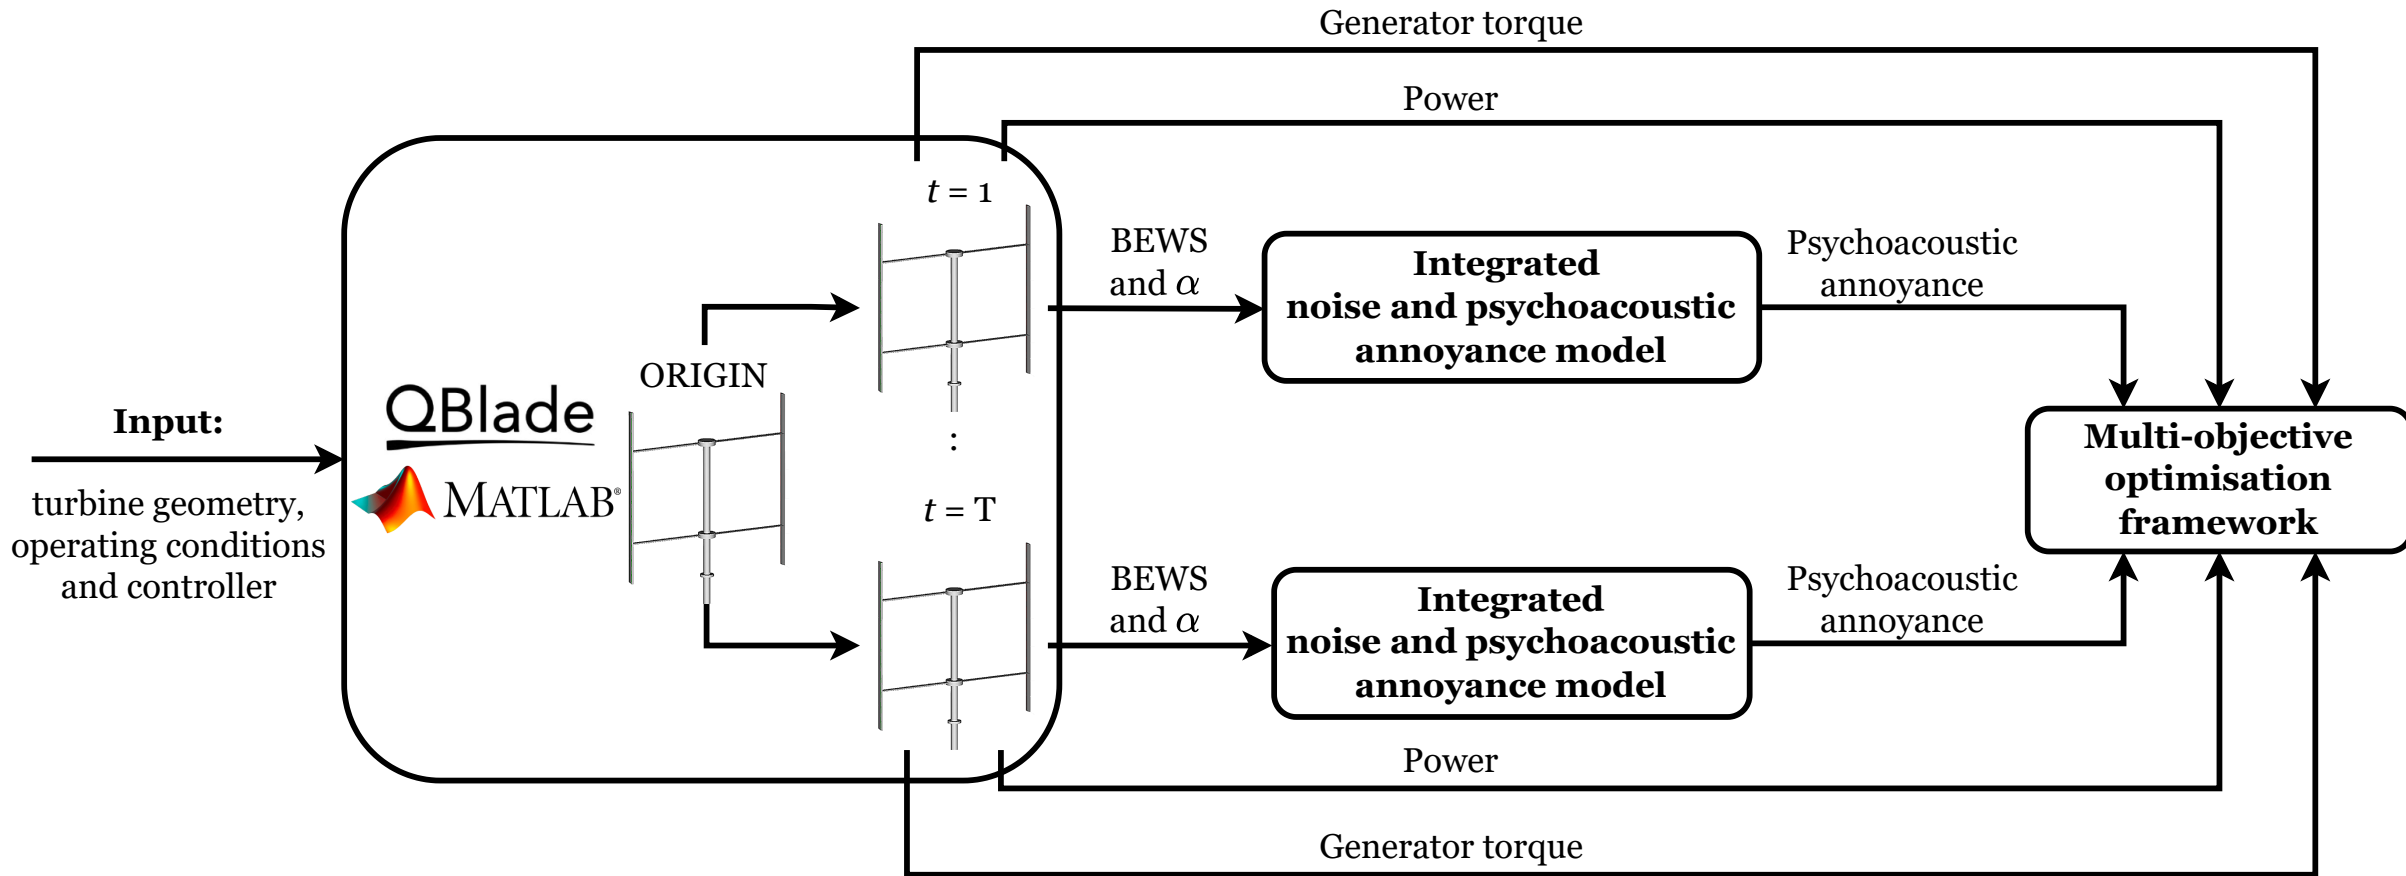 Generator torque
Power
t = 1
BEWS
and α
Integrated
noise and psychoacoustic
annoyance model
Psychoacoustic
annoyance
ORIGIN
QBlade
MATLAB®
Input:
turbine geometry,
operating conditions
and controller
:
t = T
Multi-objective
optimisation
framework
BEWS
and α
Integrated
noise and psychoacoustic
annoyance model
Psychoacoustic
annoyance
Power
Generator torque